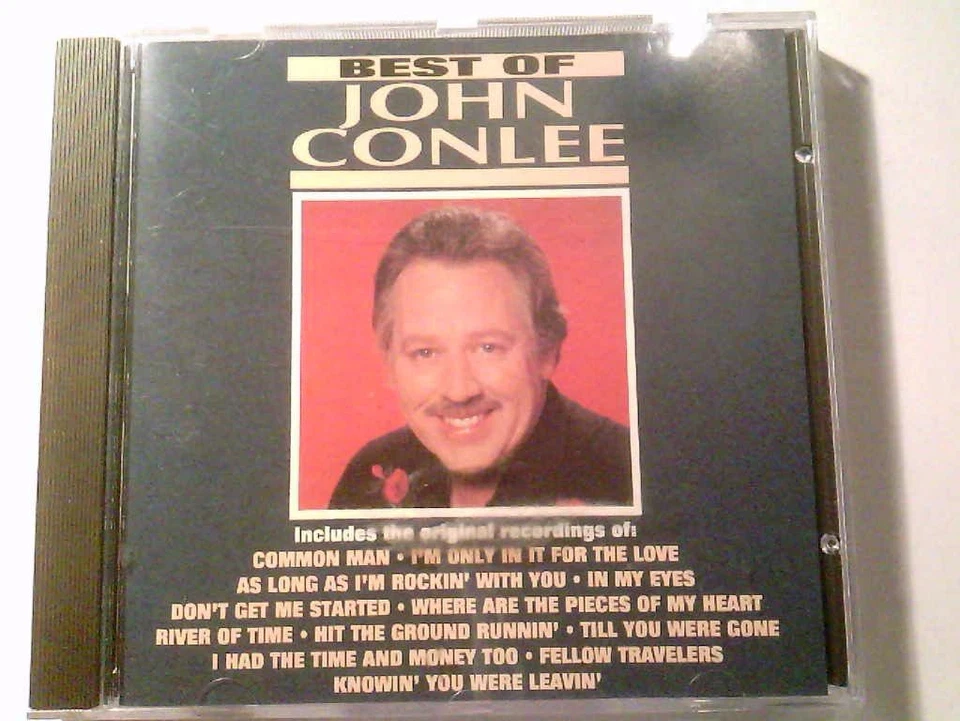 BEST OF
JOHN
CONLEE
Includes the original recordings of:
COMMON MAN • I'M ONLY IN IT FOR THE LOVE
AS LONG AS I'M ROCKIN' WITH YOU • IN MY EYES
DON'T GET ME STARTED • WHERE ARE THE PIECES OF MY HEART
RIVER OF TIME • HIT THE GROUND RUNNIN' • TILL YOU WERE GONE
I HAD THE TIME AND MONEY TOO • FELLOW TRAVELERS
KNOWIN' YOU WERE LEAVIN'